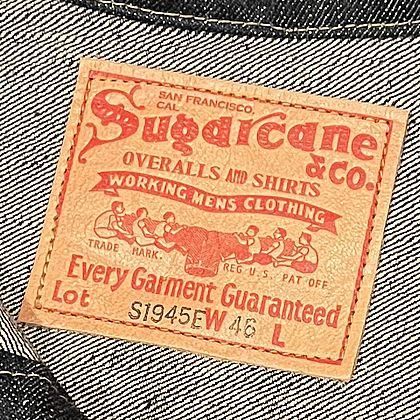 SAN FRANCISCO
CAL
Sugarcane
& CO.
OVERALLS AND SHIRTS
WORKING MENS CLOTHING
TRADE MARK. REG U.S. PAT OFF
Every Garment Guaranteed
Lot S1945E W 46 L